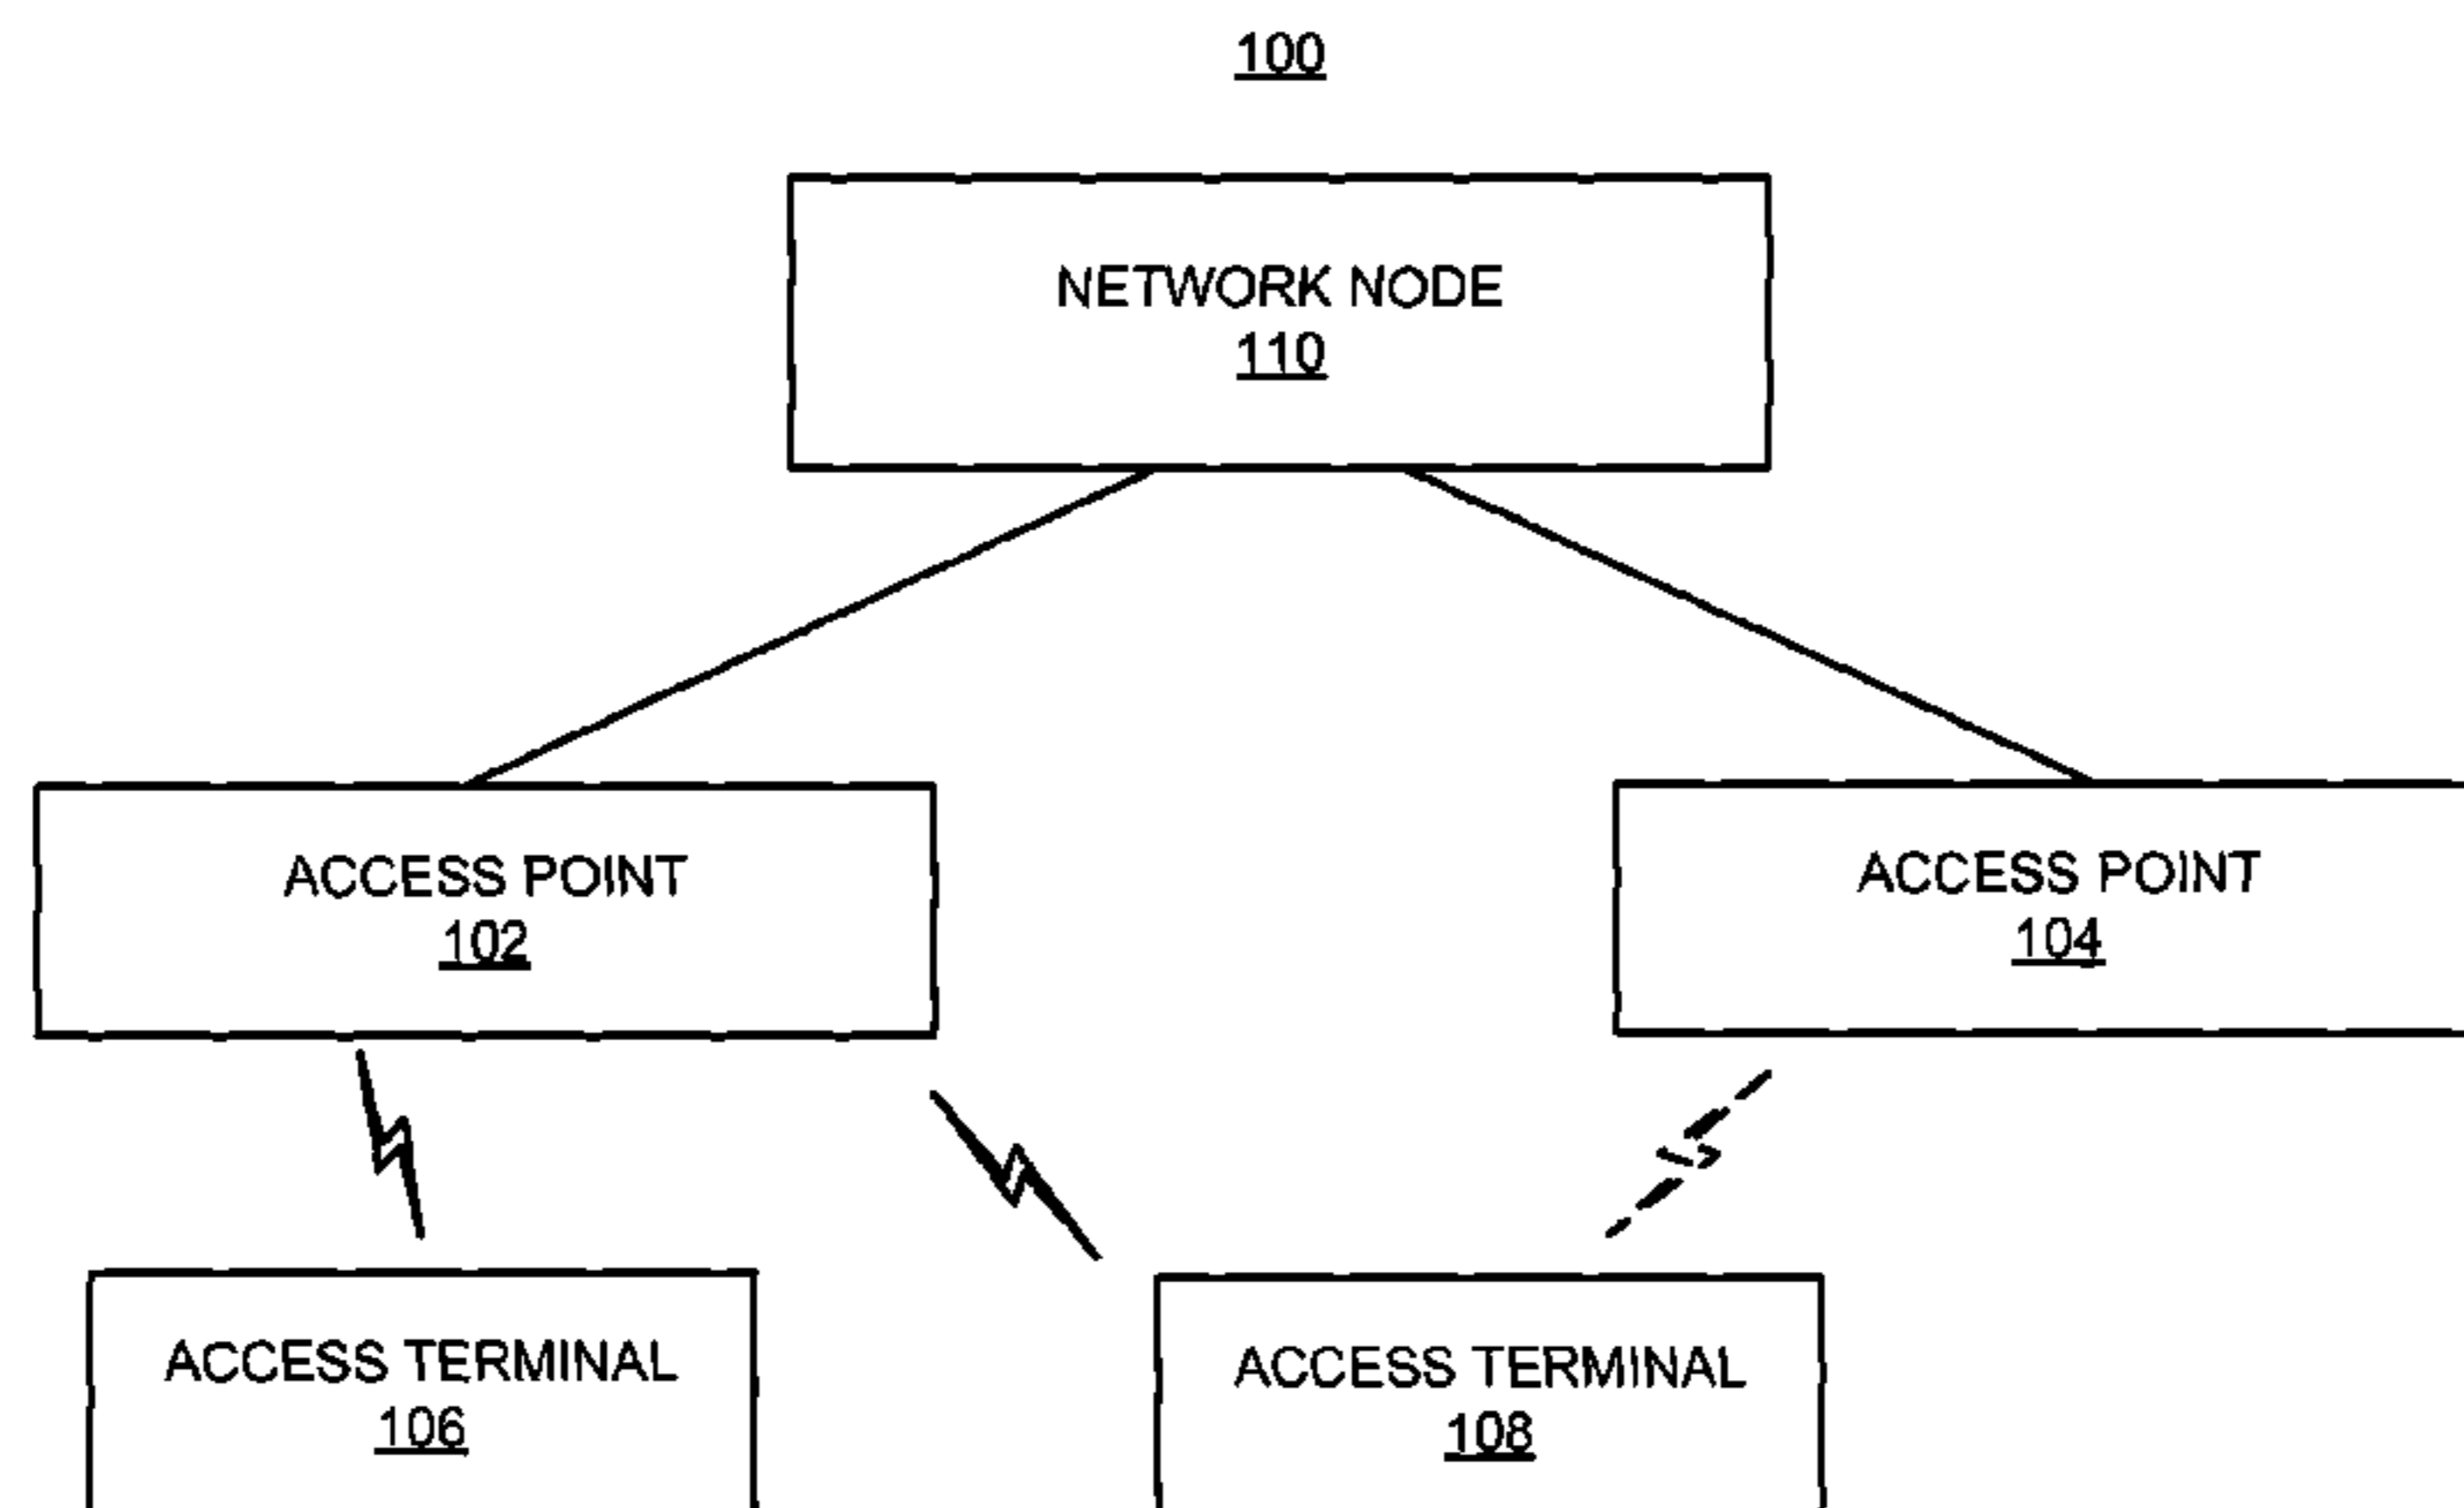 100
NETWORK NODE
110
ACCESS POINT
102
ACCESS POINT
104
ACCESS TERMINAL
106
ACCESS TERMINAL
108